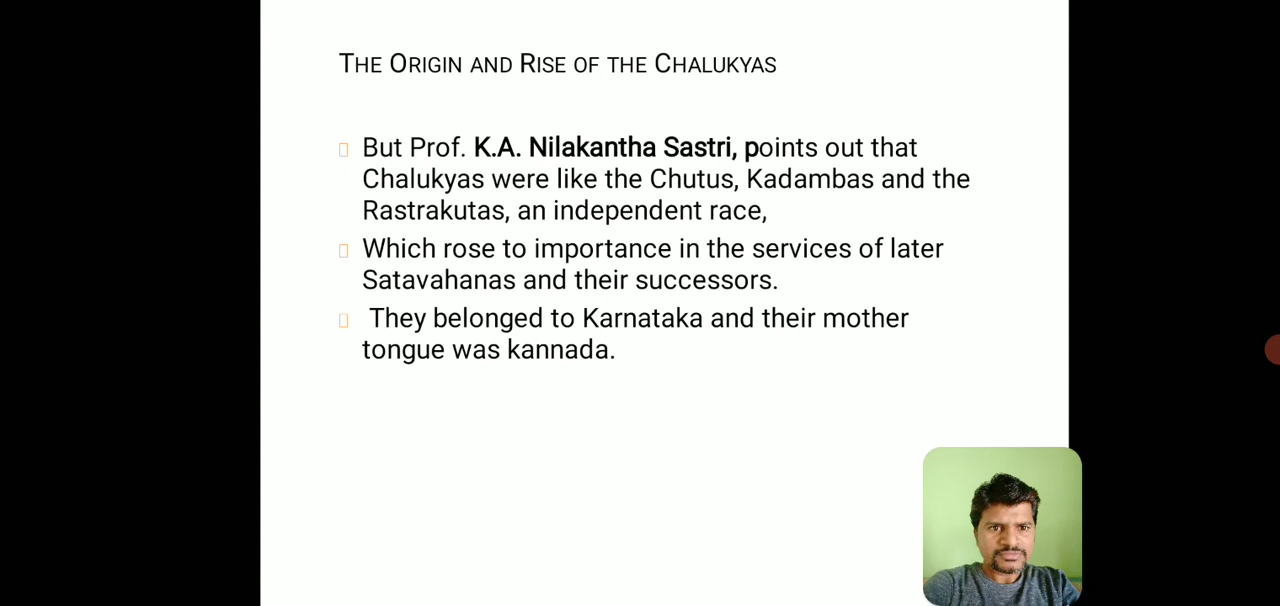 THE ORIGIN AND RISE OF THE CHALUKYAS
But Prof. K.A. Nilakantha Sastri, points out that
Chalukyas were like the Chutus, Kadambas and the
Rastrakutas, an independent race,
Which rose to importance in the services of later
Satavahanas and their successors.
They belonged to Karnataka and their mother
tongue was kannada.